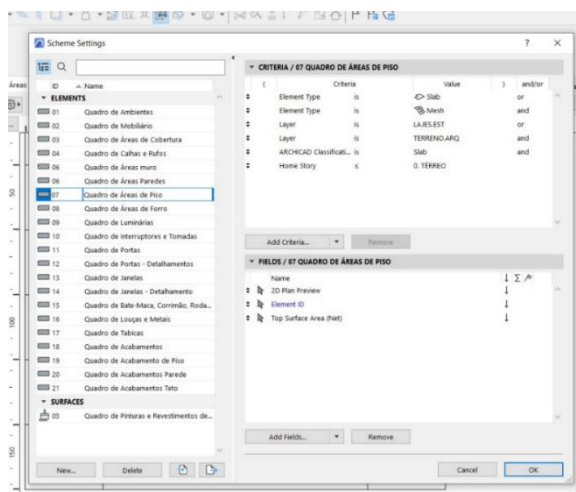 Scheme Settings
? ×
ID Name
ELEMENTS
01 Quadro de Ambientes
02 Quadro de Mobiliário
03 Quadro de Áreas de Cobertura
04 Quadro de Calhas e Rufos
06 Quadro de Áreas muro
06 Quadro de Áreas Paredes
07 Quadro de Áreas de Piso
08 Quadro de Áreas de Forro
09 Quadro de Luminárias
10 Quadro de Interruptores e Tomadas
11 Quadro de Portas
12 Quadro de Portas - Detalhamentos
13 Quadro de Janelas
14 Quadro de Janelas - Detalhamento
15 Quadro de Bate-Maca, Corrimão, Roda...
16 Quadro de Louças e Metais
17 Quadro de Tabicas
18 Quadro de Acabamentos
19 Quadro de Acabamento de Piso
20 Quadro de Acabamentos Parede
21 Quadro de Acabamentos Teto
SURFACES
05 Quadro de Pinturas e Revestimentos de...
New... Delete
CRITERIA / 07 QUADRO DE ÁREAS DE PISO
( Criteria Value ) and/or
Element Type is Slab or
Element Type is Mesh and
Layer is LAJES.EST or
Layer is TERRENO.ARQ and
ARCHICAD Classificati... is Slab and
Home Story s 0. TÉRREO
Add Criteria... Remove
FIELDS / 07 QUADRO DE ÁREAS DE PISO
Name
2D Plan Preview
Element ID
Top Surface Area (Net)
Add Fields... Remove
Cancel OK
Áreas
50
100
150